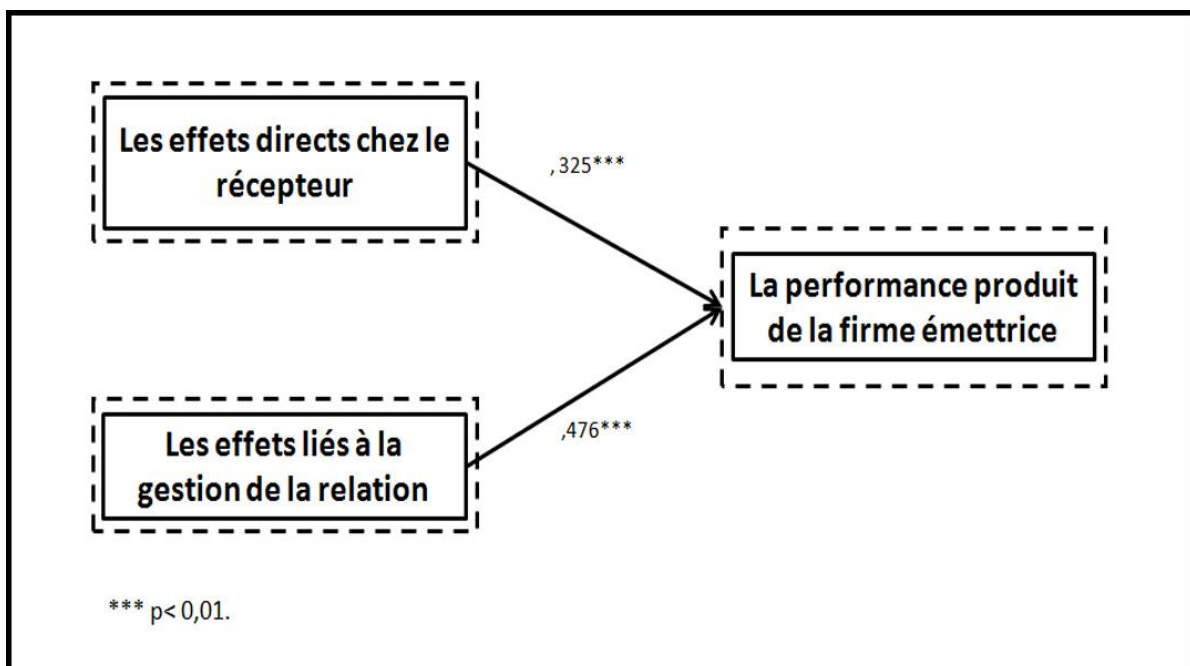 Les effets directs chez le
récepteur
, 325***
La performance produit
de la firme émettrice
,476***
Les effets liés à la
gestion de la relation
*** p< 0,01.